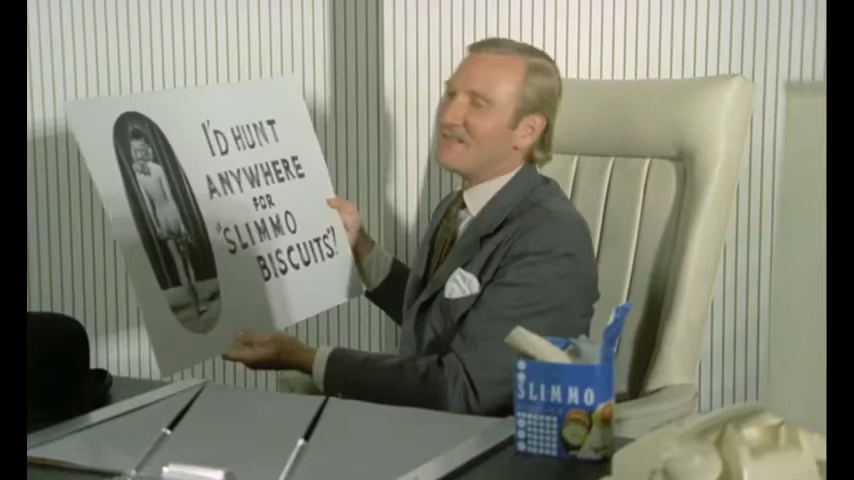 I'D HUNT
ANYWHERE
FOR
"SLIMMO
BISCUITS"!
SLIMMO